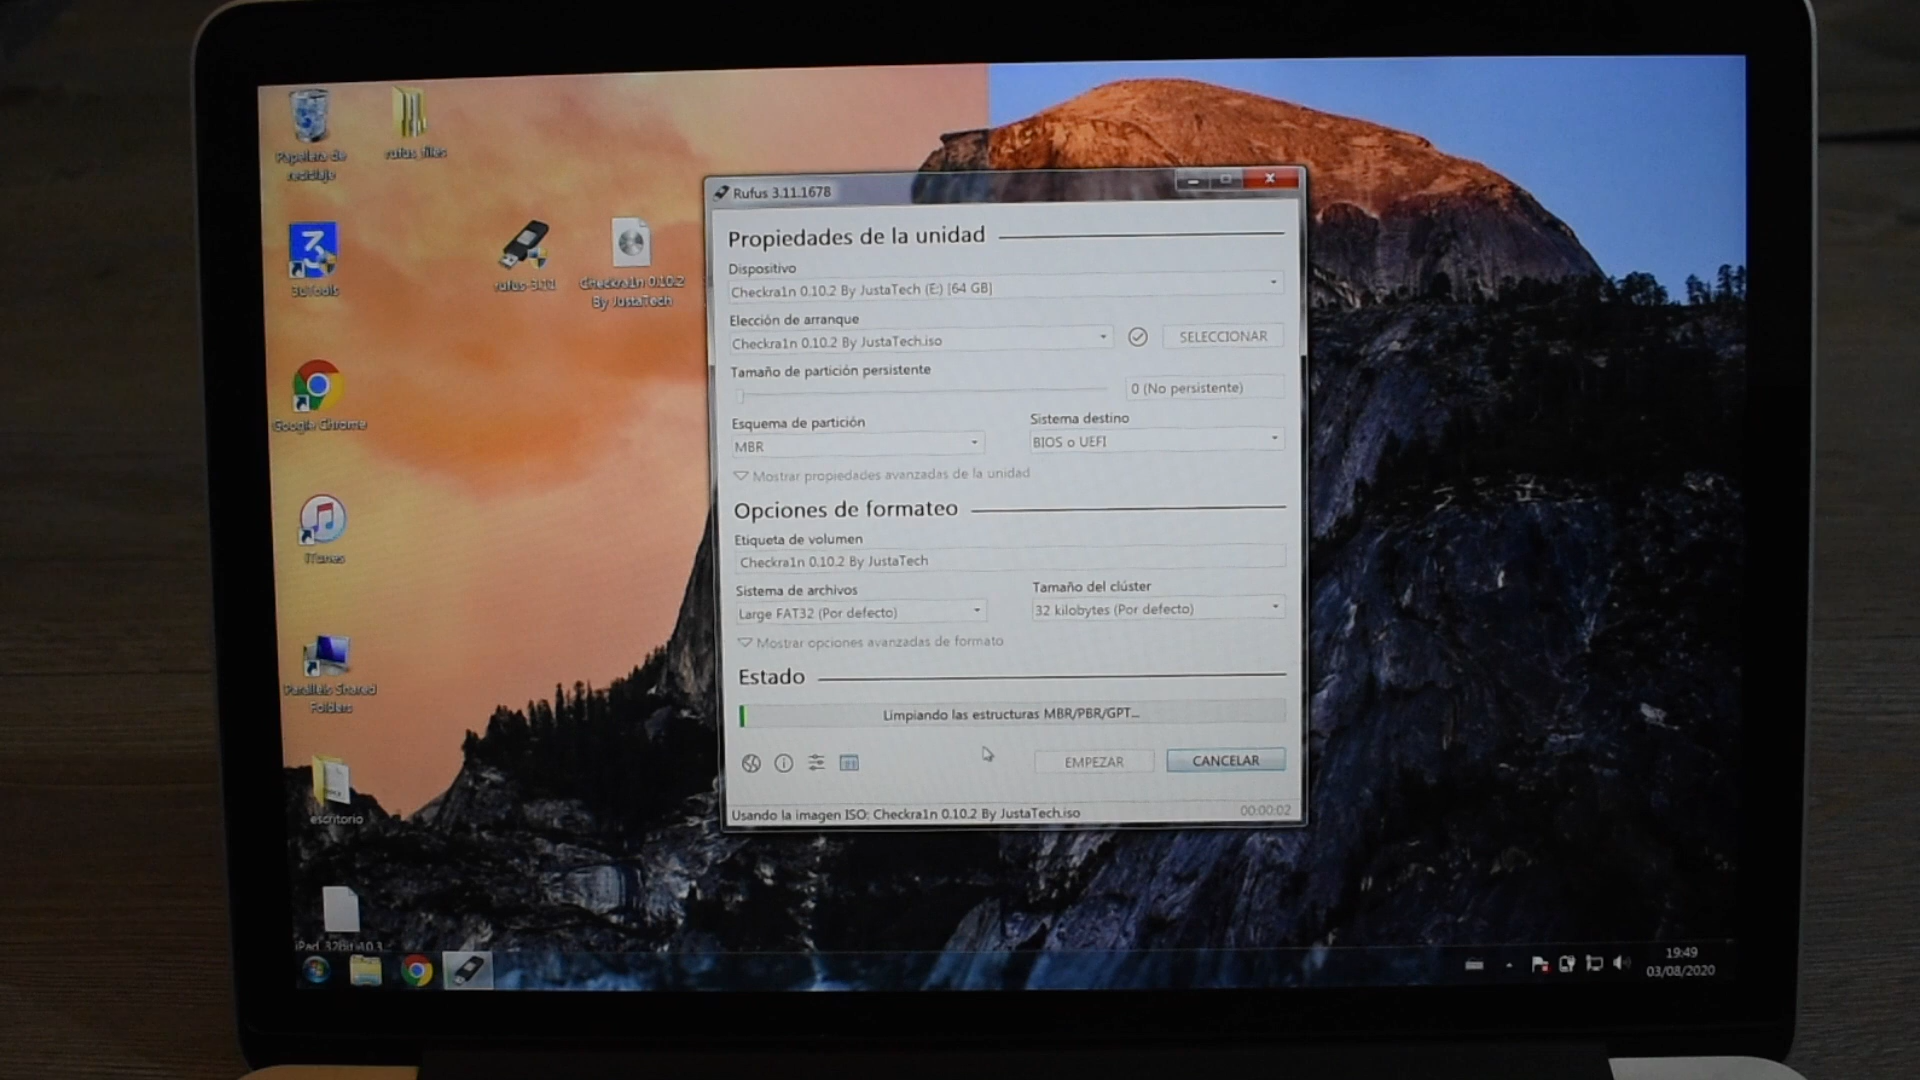 Papelera de
reciclaje
rufus_files
3uTools
rufus-3.11
Checkra1n 0.10.2
By JustaTech
Google Chrome
iTunes
Parallels Shared
Folders
escritorio
iPad_32bit_10.3
Rufus 3.11.1678
Propiedades de la unidad
Dispositivo
Checkra1n 0.10.2 By JustaTech (E:) [64 GB]
Elección de arranque
Checkra1n 0.10.2 By JustaTech.iso
SELECCIONAR
Tamaño de partición persistente
0 (No persistente)
Esquema de partición
Sistema destino
MBR
BIOS o UEFI
Mostrar propiedades avanzadas de la unidad
Opciones de formateo
Etiqueta de volumen
Checkra1n 0.10.2 By JustaTech
Sistema de archivos
Tamaño del clúster
Large FAT32 (Por defecto)
32 kilobytes (Por defecto)
Mostrar opciones avanzadas de formato
Estado
Limpiando las estructuras MBR/PBR/GPT...
EMPEZAR
CANCELAR
Usando la imagen ISO: Checkra1n 0.10.2 By JustaTech.iso
00:00:02
19:49
03/08/2020